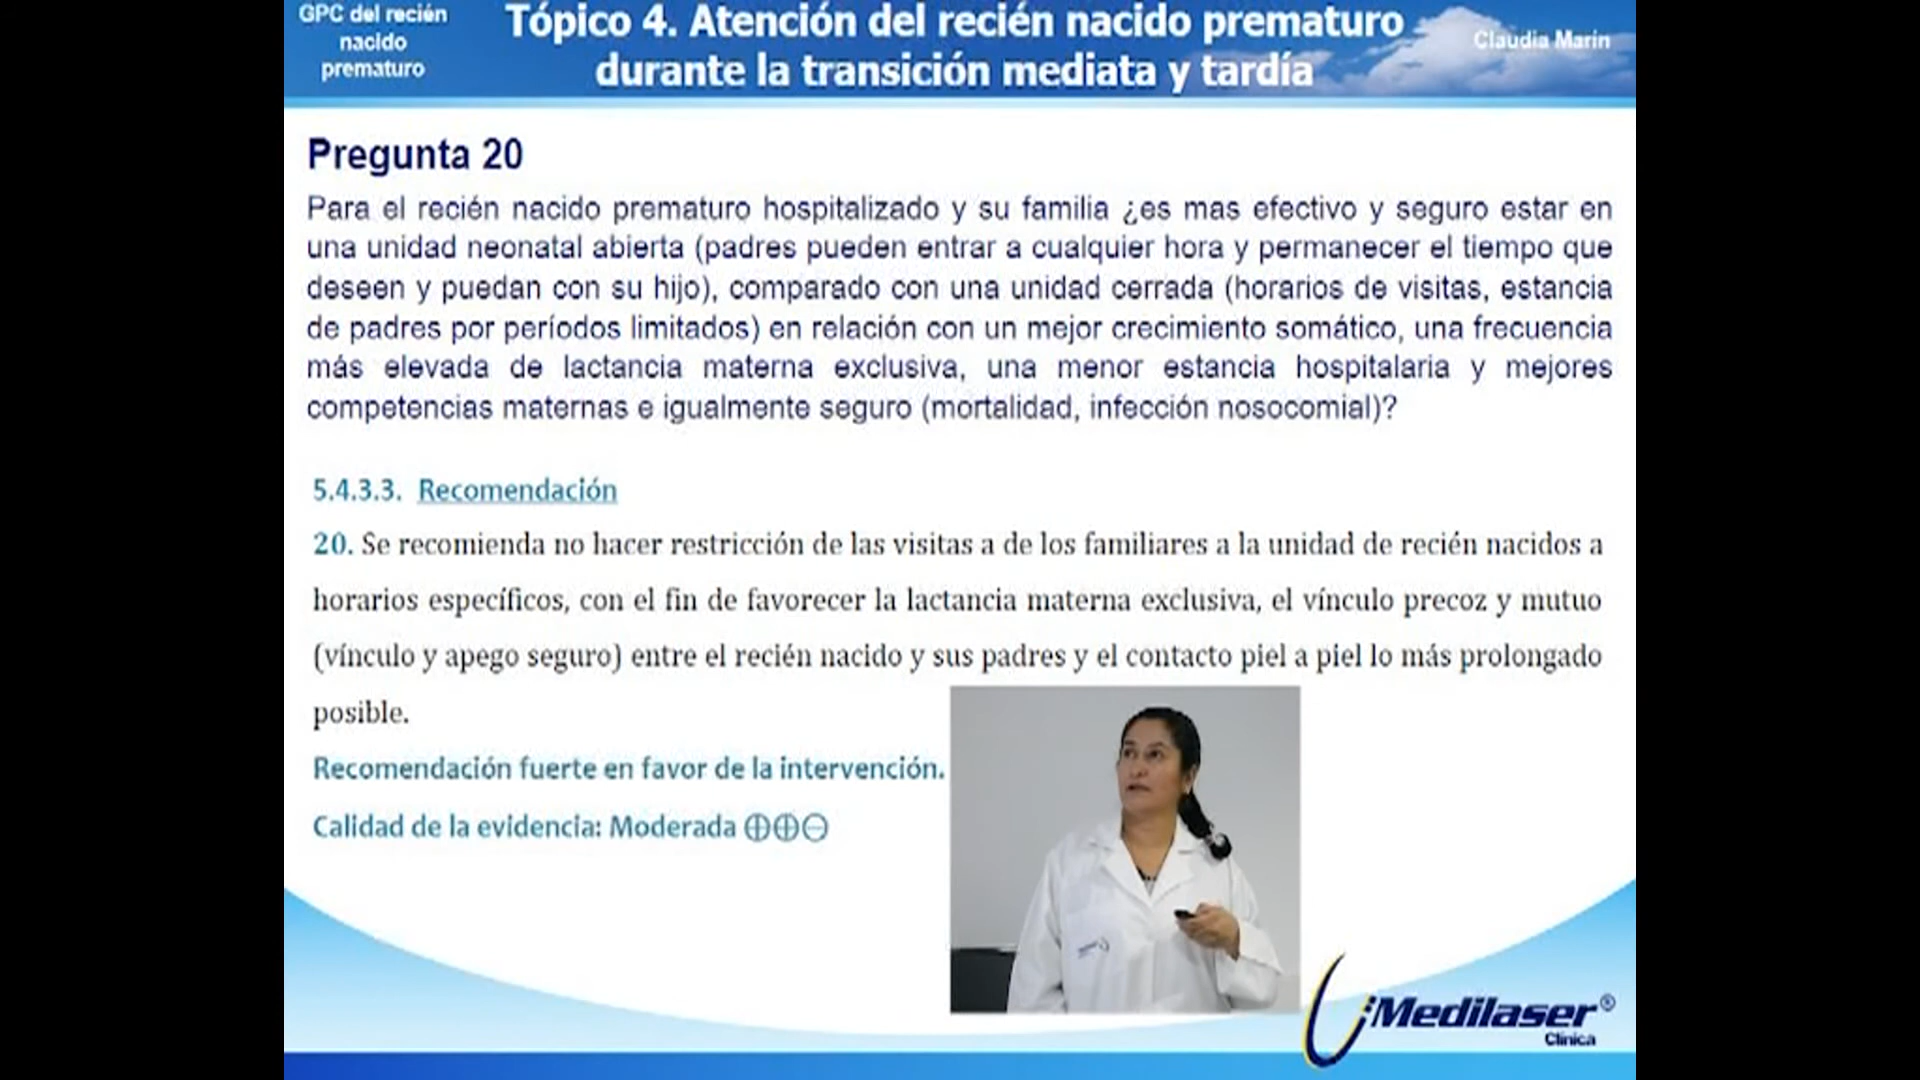 GPC del recién
nacido
prematuro
Tópico 4. Atención del recién nacido prematuro
durante la transición mediata y tardía
Claudia Marin
Pregunta 20
Para el recién nacido prematuro hospitalizado y su familia ¿es mas efectivo y seguro estar en
una unidad neonatal abierta (padres pueden entrar a cualquier hora y permanecer el tiempo que
deseen y puedan con su hijo), comparado con una unidad cerrada (horarios de visitas, estancia
de padres por períodos limitados) en relación con un mejor crecimiento somático, una frecuencia
más elevada de lactancia materna exclusiva, una menor estancia hospitalaria y mejores
competencias maternas e igualmente seguro (mortalidad, infección nosocomial)?
5.4.3.3. Recomendación
20. Se recomienda no hacer restricción de las visitas a de los familiares a la unidad de recién nacidos a
horarios específicos, con el fin de favorecer la lactancia materna exclusiva, el vínculo precoz y mutuo
(vínculo y apego seguro) entre el recién nacido y sus padres y el contacto piel a piel lo más prolongado
posible.
Recomendación fuerte en favor de la intervención.
Calidad de la evidencia: Moderada ⊕⊕⊖
Medilaser®
Clínica